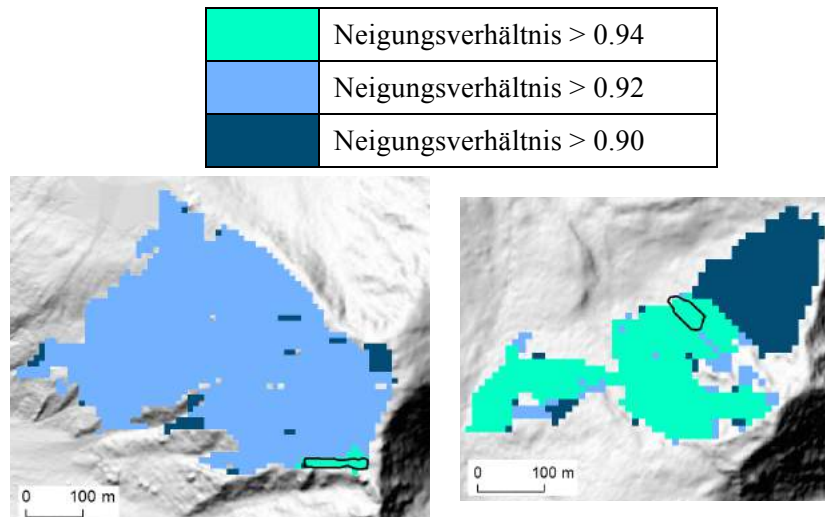 Neigungsverhältnis > 0.94
Neigungsverhältnis > 0.92
Neigungsverhältnis > 0.90
0 100 m
0 100 m